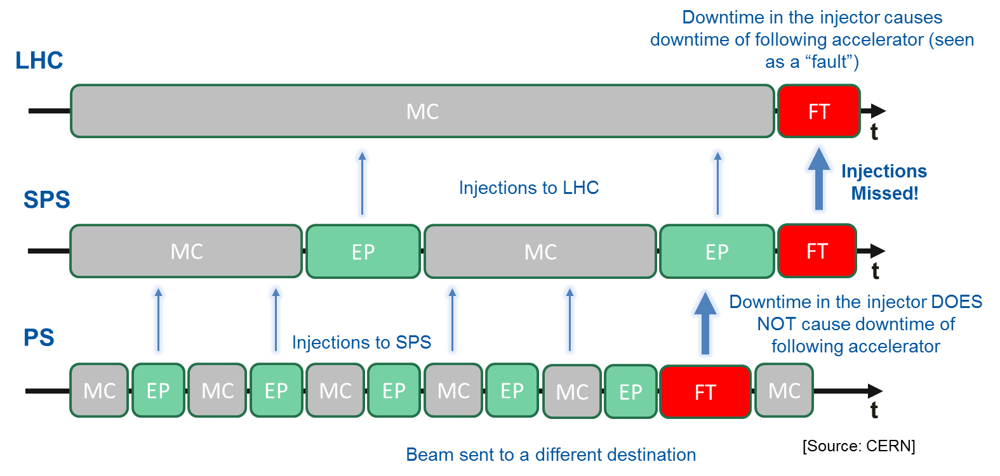 Downtime in the injector causes
downtime of following accelerator (seen
as a “fault”)
LHC
MC
FT
t
Injections to LHC
Injections
Missed!
SPS
MC
EP
MC
EP
FT
t
Injections to SPS
Downtime in the injector DOES
NOT cause downtime of
following accelerator
PS
MC
EP
MC
EP
MC
EP
MC
EP
MC
EP
FT
MC
t
Beam sent to a different destination
[Source: CERN]